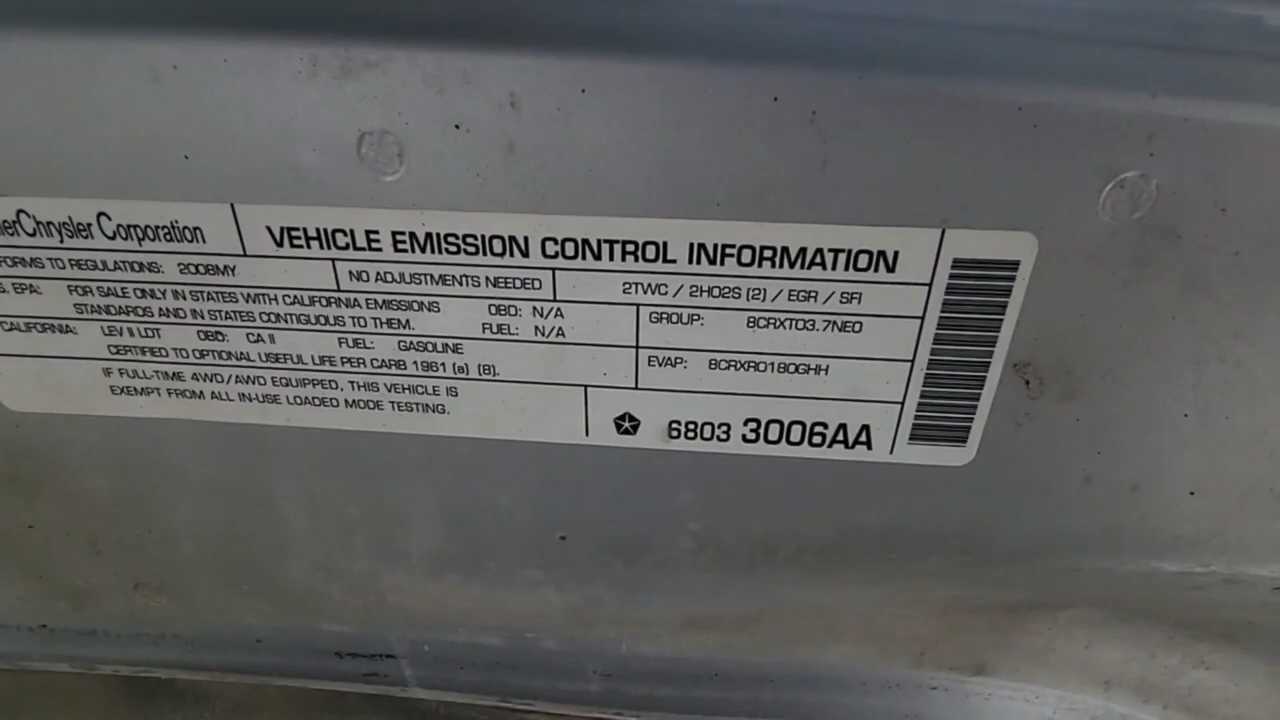 Chrysler Corporation
VEHICLE EMISSION CONTROL INFORMATION
TO REGULATIONS: 2008MY
NO ADJUSTMENTS NEEDED
2TWC / 2HO2S (2) / EGR / SFI
EPA: FOR SALE ONLY IN STATES WITH CALIFORNIA EMISSIONS
STANDARDS AND IN STATES CONTIGUOUS TO THEM.
OBD: N/A
FUEL: N/A
GROUP: 8CRXT03.7NE0
CALIFORNIA: LEV II LDT OBD: CA II FUEL: GASOLINE
CERTIFIED TO OPTIONAL USEFUL LIFE PER CARB 1961 (a) (8).
EVAP: 8CRXR0180GHH
IF FULL-TIME 4WD/AWD EQUIPPED, THIS VEHICLE IS
EXEMPT FROM ALL IN-USE LOADED MODE TESTING.
6803 3006AA